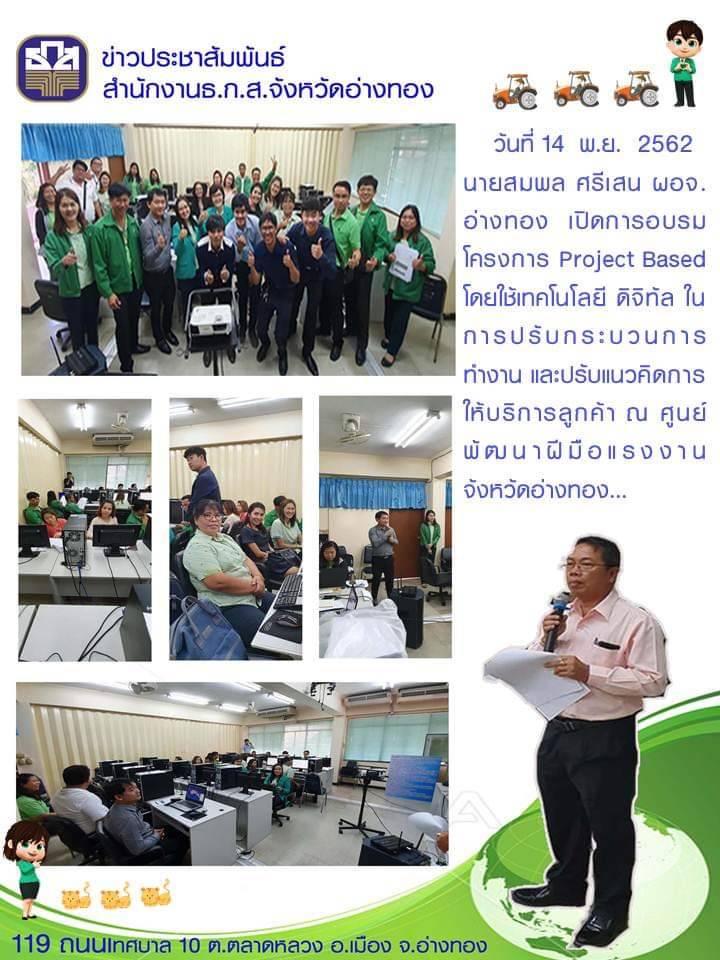 ข่าวประชาสัมพันธ์
สำนักงานธ.ก.ส.จังหวัดอ่างทอง
วันที่ 14 พ.ย. 2562
นายสมพล ศรีเสน ผอจ.
อ่างทอง เปิดการอบรม
โครงการ Project Based
โดยใช้เทคโนโลยี ดิจิทัล ใน
การปรับกระบวนการ
ทำงาน และปรับแนวคิดการ
ให้บริการลูกค้า ณ ศูนย์
พัฒนาฝีมือแรงงาน
จังหวัดอ่างทอง...
119 ถนนเทศบาล 10 ต.ตลาดหลวง อ.เมือง จ.อ่างทอง